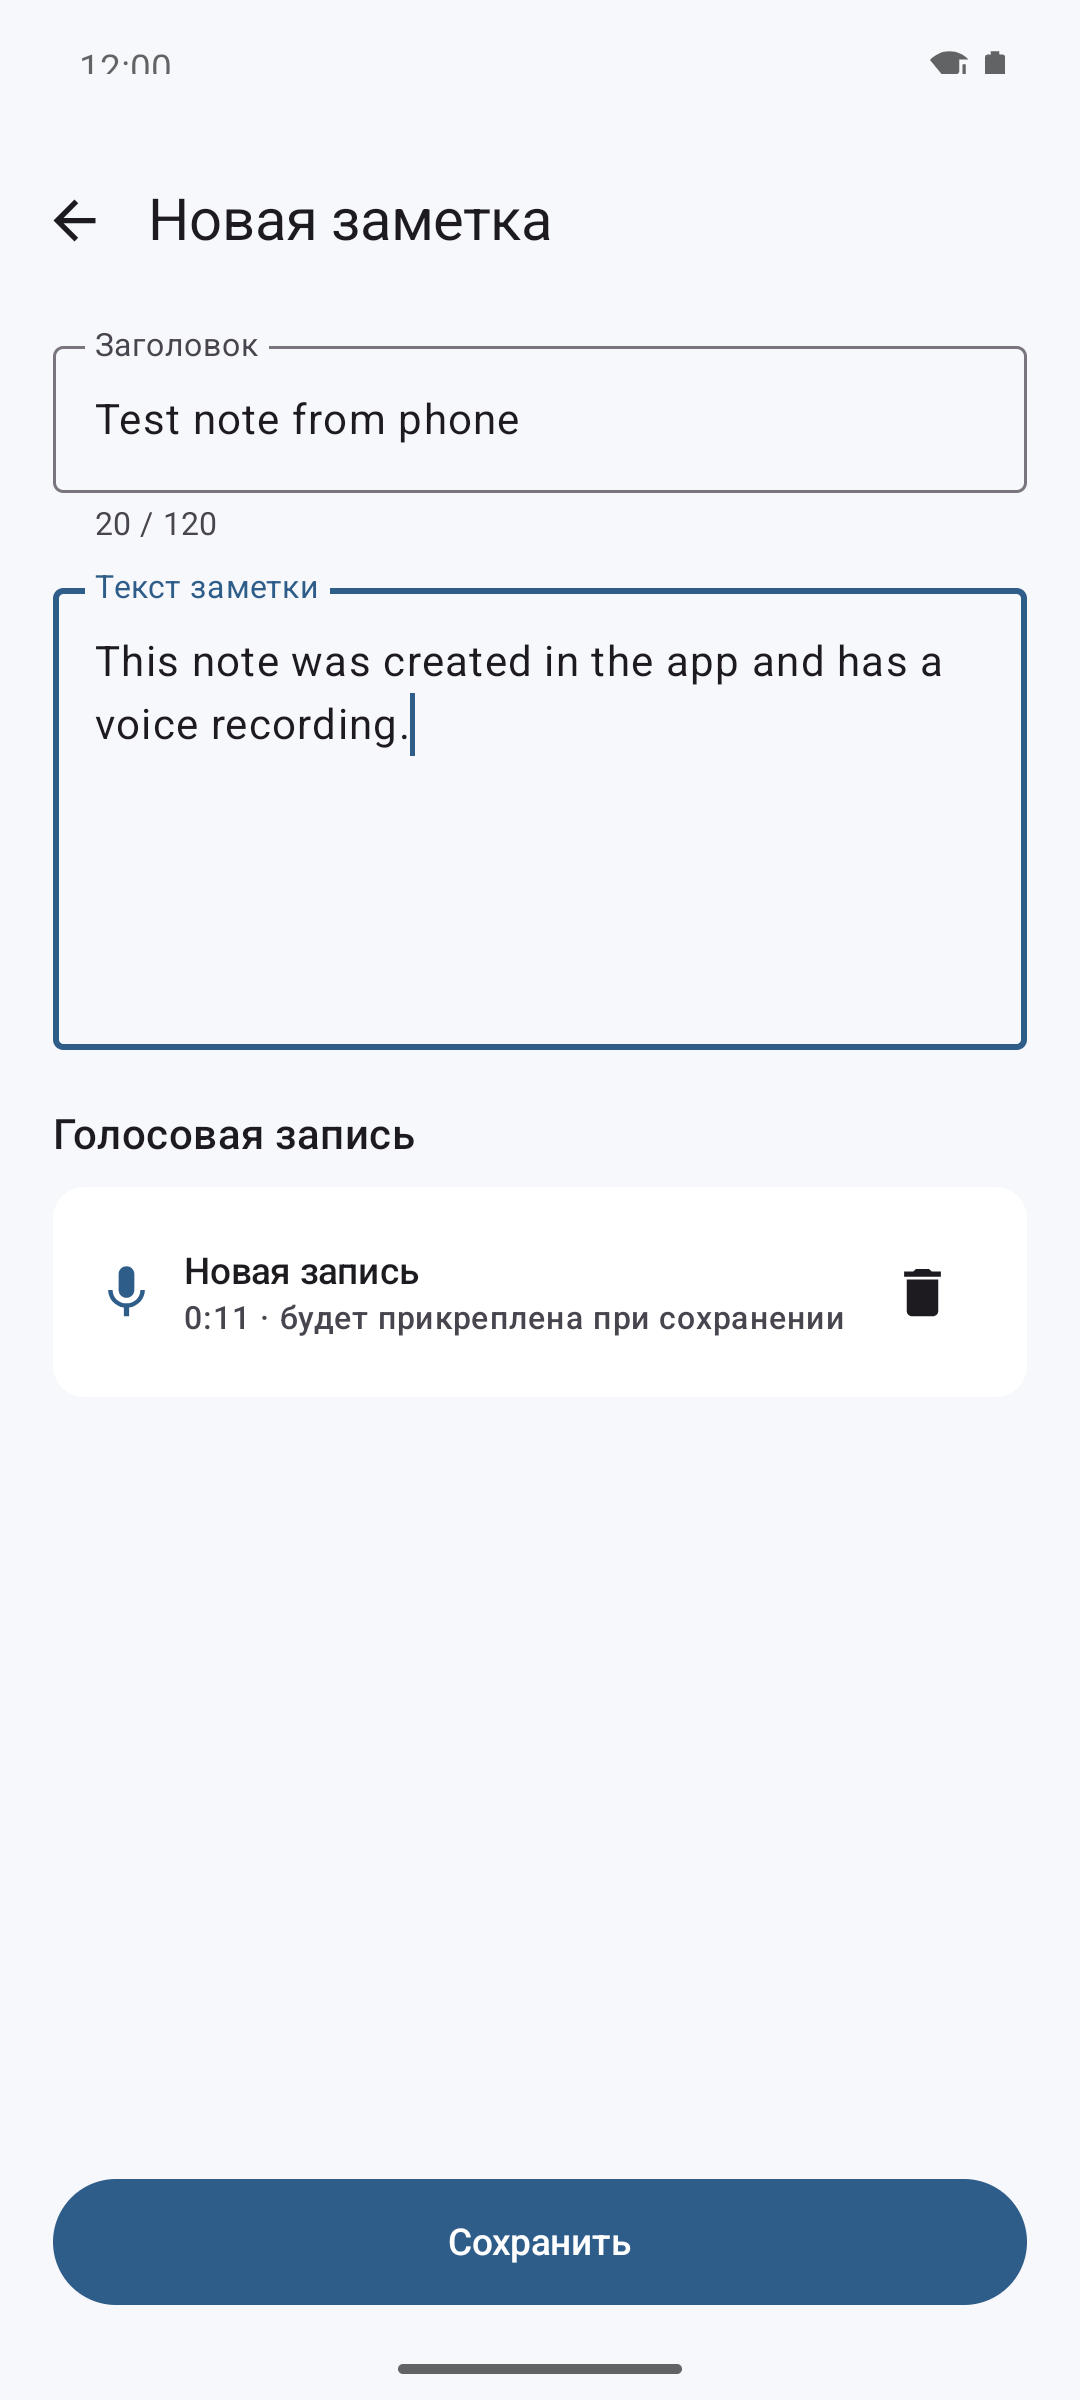 12:00
Новая заметка
Заголовок
Test note from phone
20 / 120
Текст заметки
This note was created in the app and has a
voice recording.
Голосовая запись
Новая запись
0:11 · будет прикреплена при сохранении
Сохранить